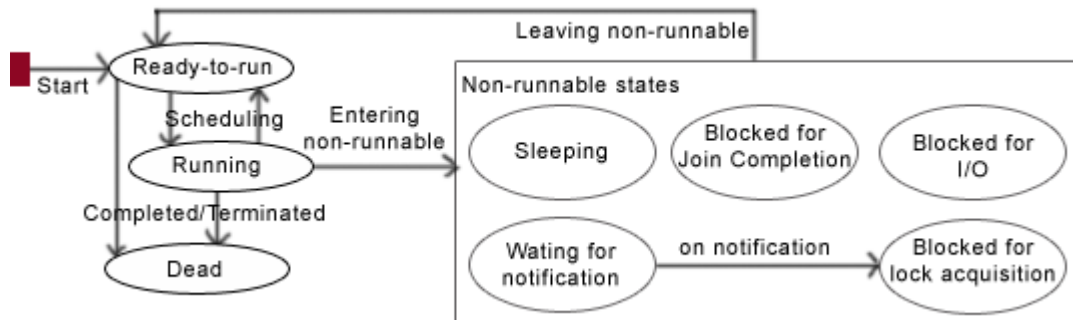 Leaving non-runnable
Ready-to-run
Start
Non-runnable states
Scheduling
Entering
non-runnable
Running
Sleeping
Blocked for
Join Completion
Blocked for
I/O
Completed/Terminated
Dead
Wating for
notification
on notification
Blocked for
lock acquisition